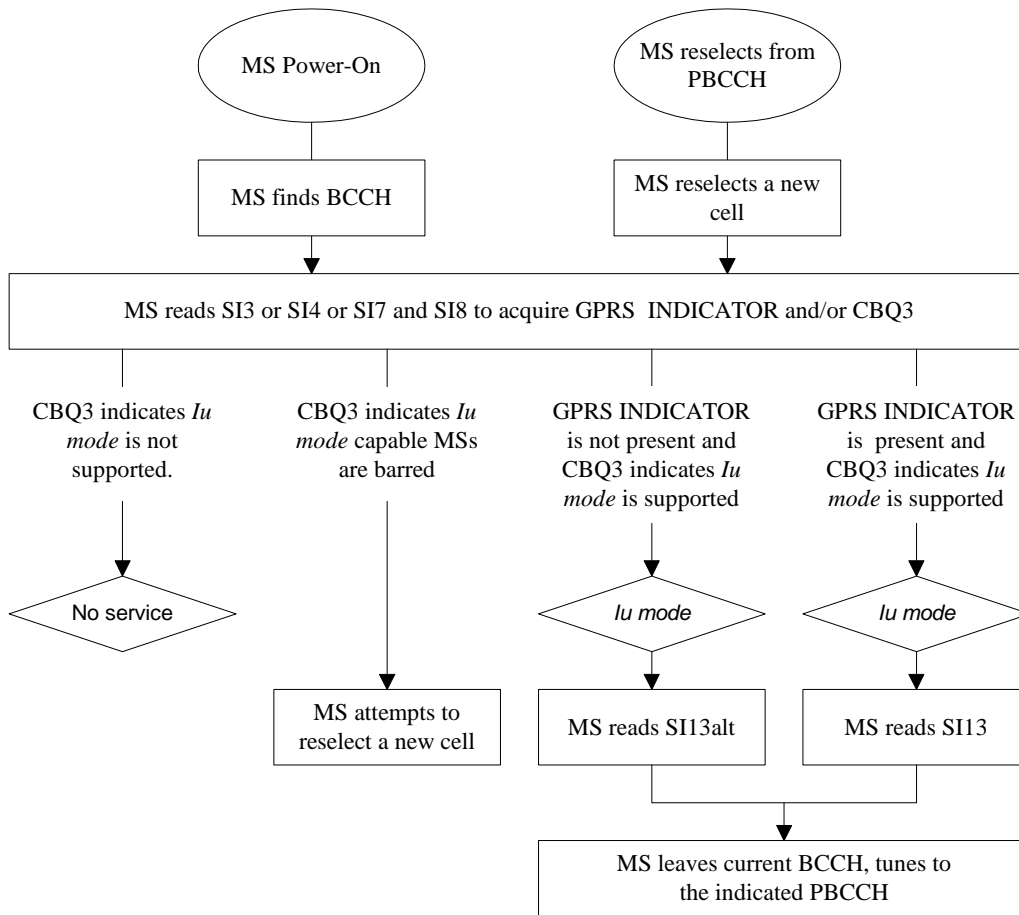 MS Power-On
MS reselects from
PBCCH
MS finds BCCH
MS reselects a new
cell
MS reads SI3 or SI4 or SI7 and SI8 to acquire GPRS  INDICATOR and/or CBQ3
CBQ3 indicates Iu
mode is not
supported.
CBQ3 indicates Iu
mode capable MSs
are barred
GPRS INDICATOR
is not present and
CBQ3 indicates Iu
mode is supported
GPRS INDICATOR
is  present and
CBQ3 indicates Iu
mode is supported
No service
Iu mode
Iu mode
MS attempts to
reselect a new cell
MS reads SI13alt
MS reads SI13
MS leaves current BCCH, tunes to
the indicated PBCCH